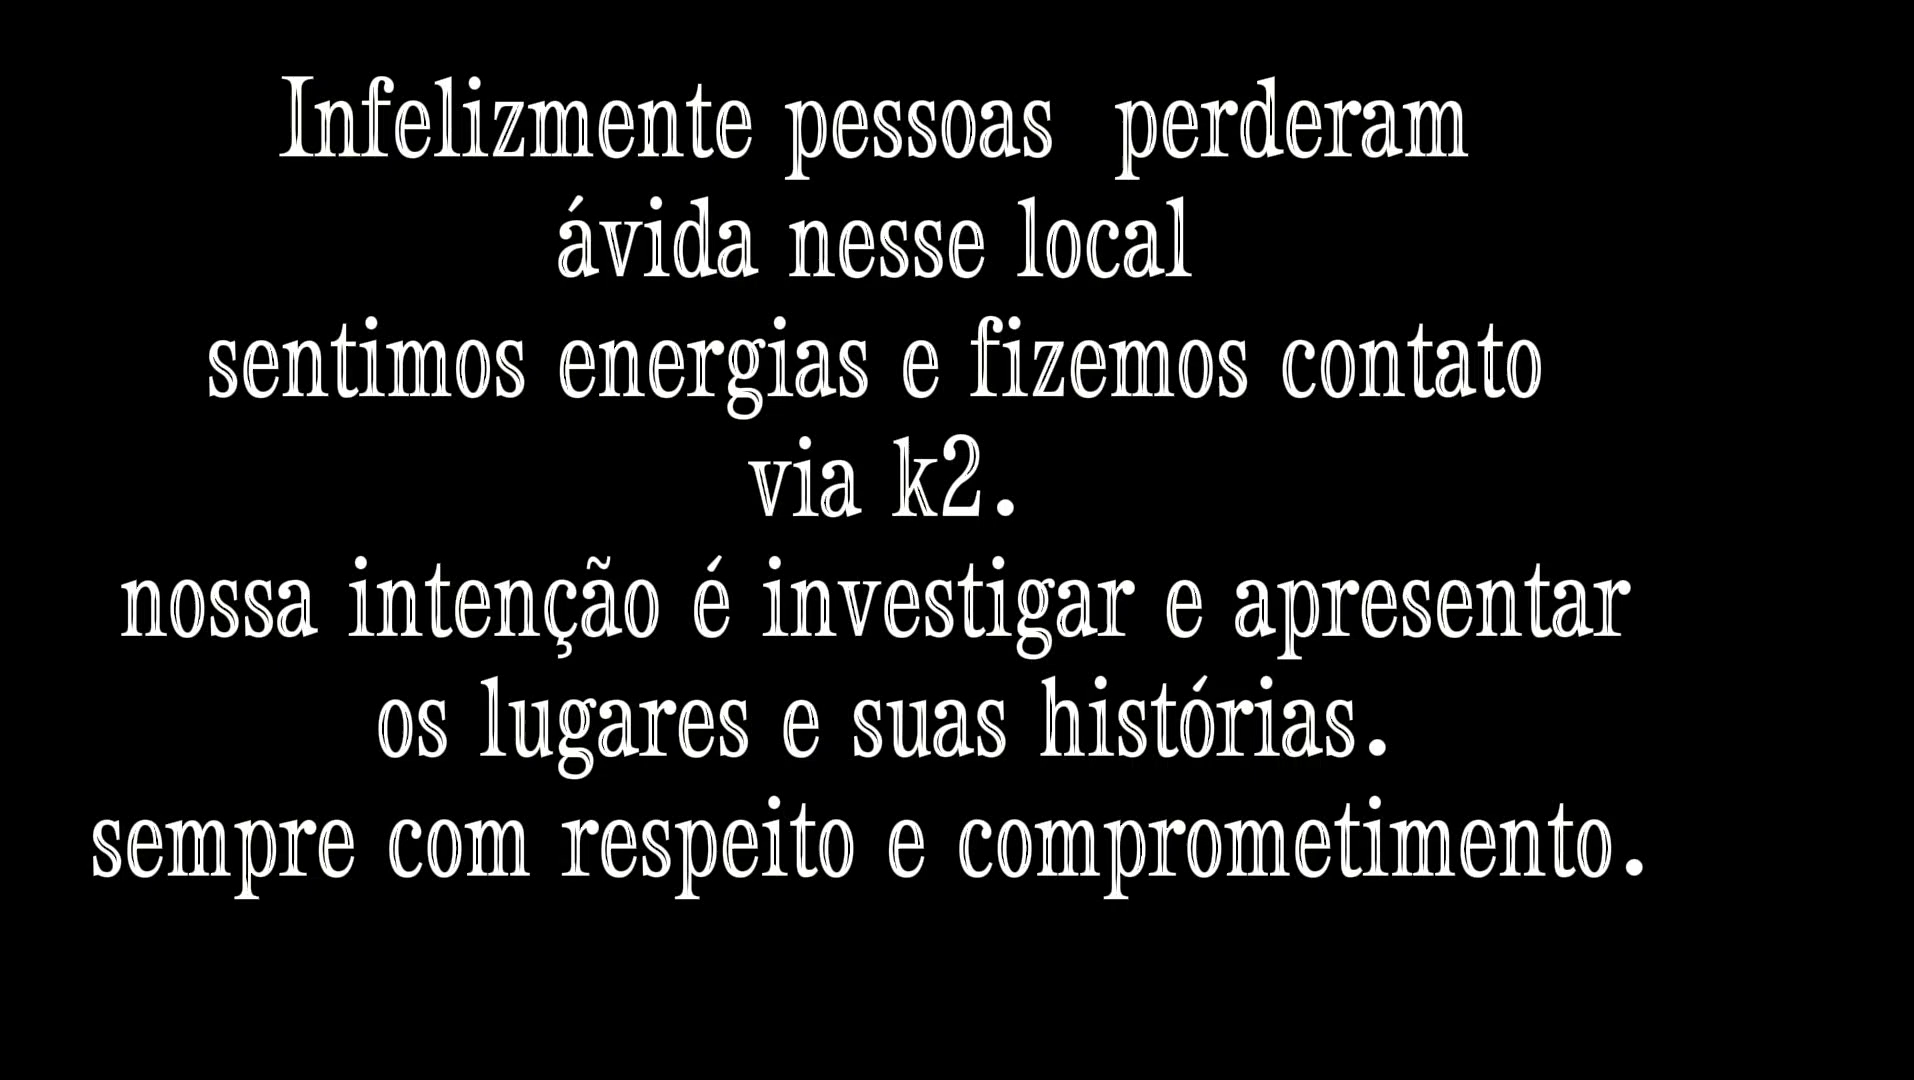 Infelizmente pessoas  perderam
ávida nesse local
sentimos energias e fizemos contato
via k2.
nossa intenção é investigar e apresentar
os lugares e suas histórias.
sempre com respeito e comprometimento.